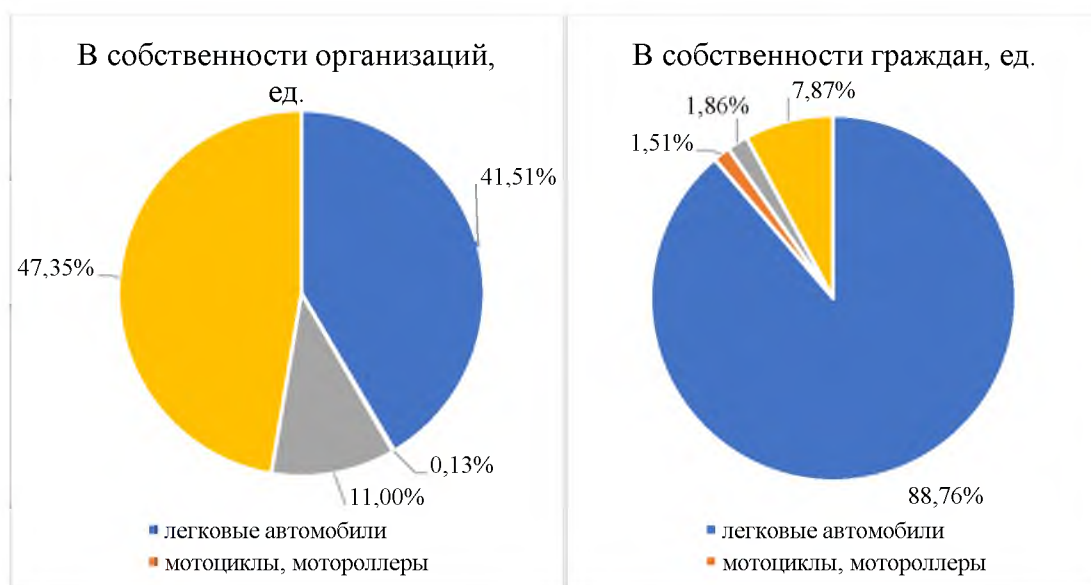 В собственности организаций,
ед.
41,51%
47,35%
0,13%
11,00%
легковые автомобили
мотоциклы, мотороллеры
В собственности граждан, ед.
7,87%
1,86%
1,51%
88,76%
легковые автомобили
мотоциклы, мотороллеры